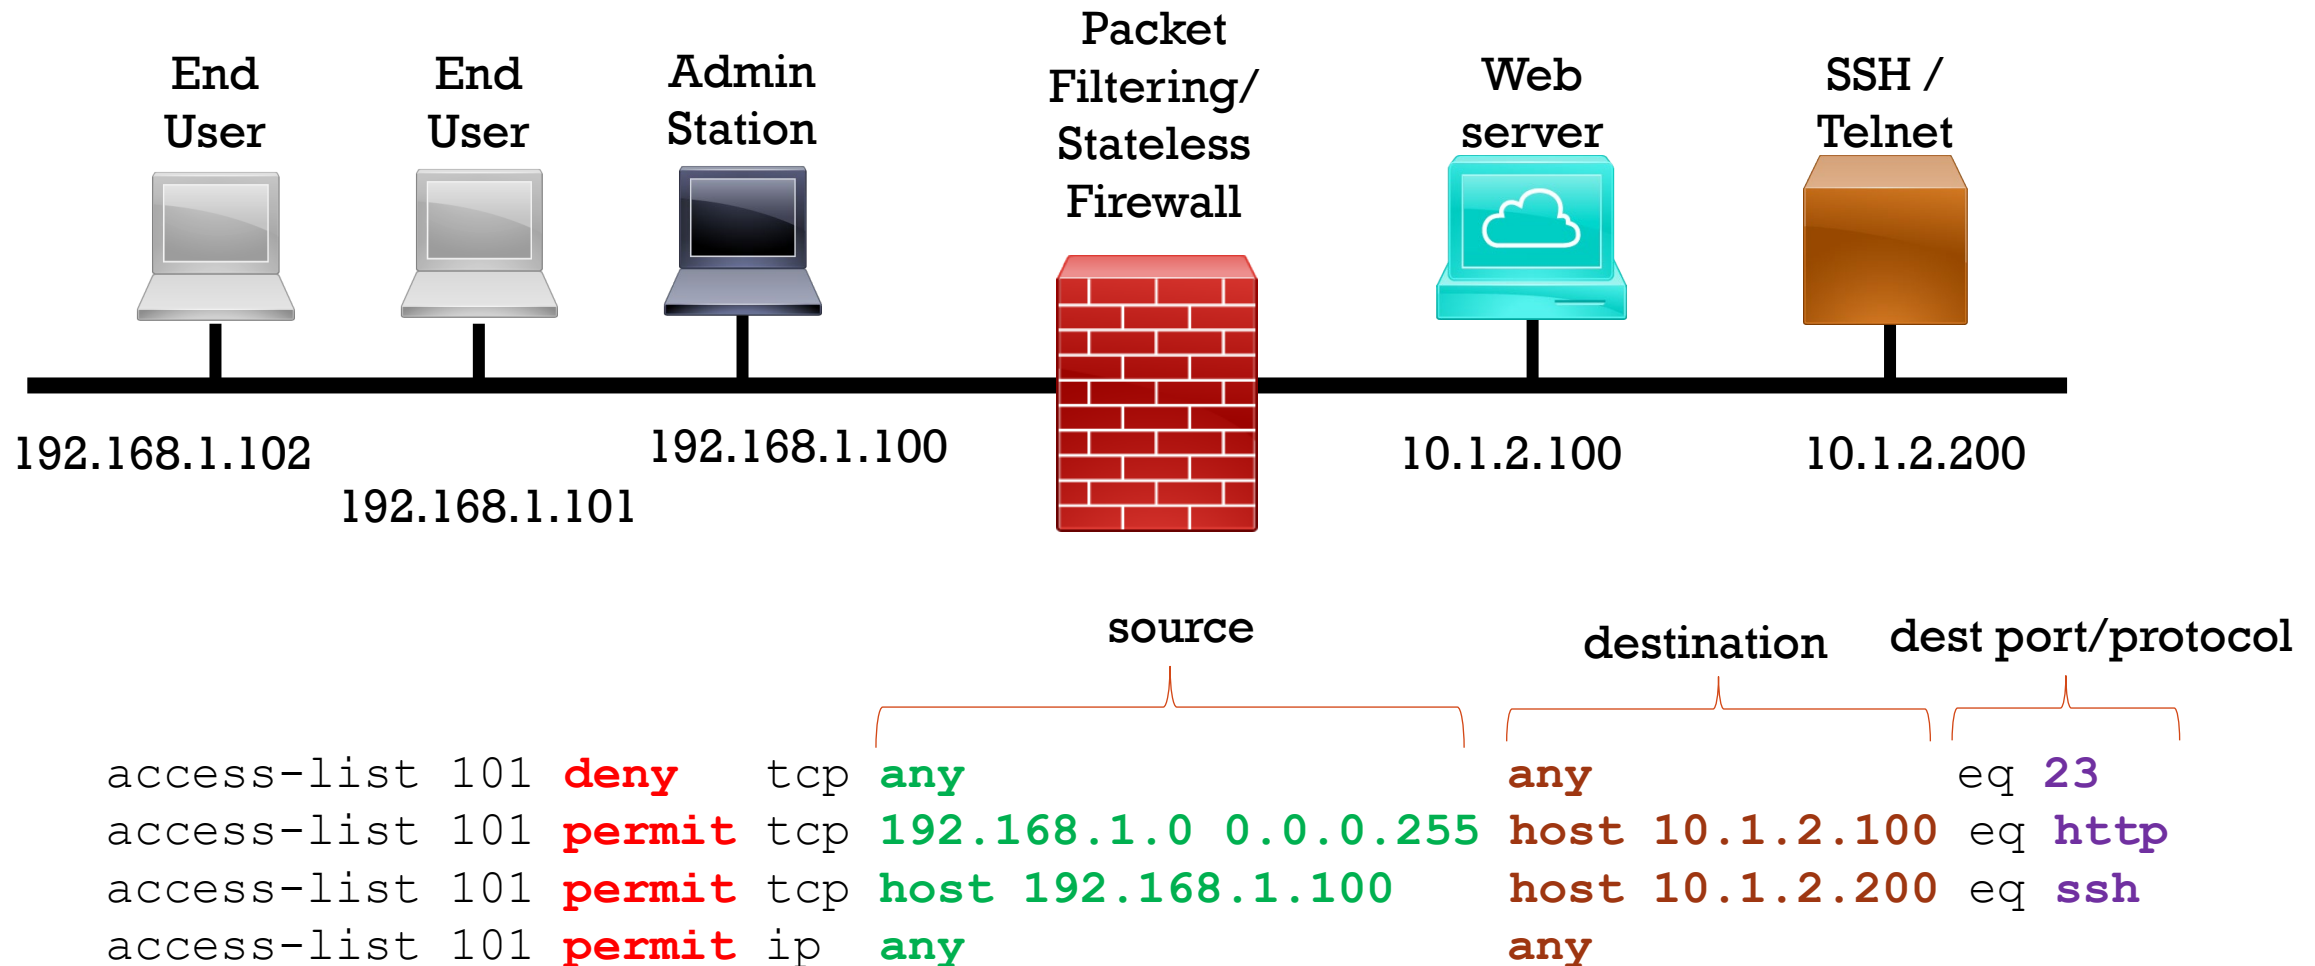 End
User
End
User
Admin
Station
Packet
Filtering/
Stateless
Firewall
Web
server
SSH /
Telnet
192.168.1.102
192.168.1.101
192.168.1.100
10.1.2.100
10.1.2.200
source
destination
dest port/protocol
access-list 101 deny tcp any any eq 23
access-list 101 permit tcp 192.168.1.0 0.0.0.255 host 10.1.2.100 eq http
access-list 101 permit tcp host 192.168.1.100 host 10.1.2.200 eq ssh
access-list 101 permit ip any any